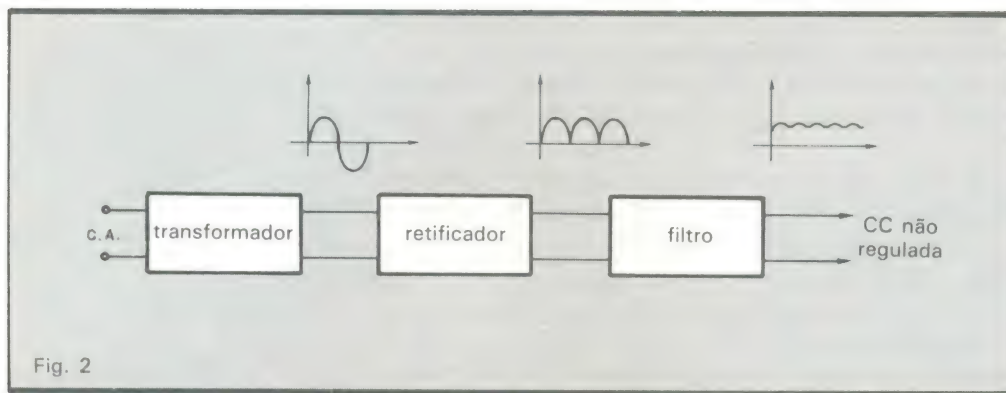 C.A.
transformador
retificador
filtro
CC não
regulada
Fig. 2